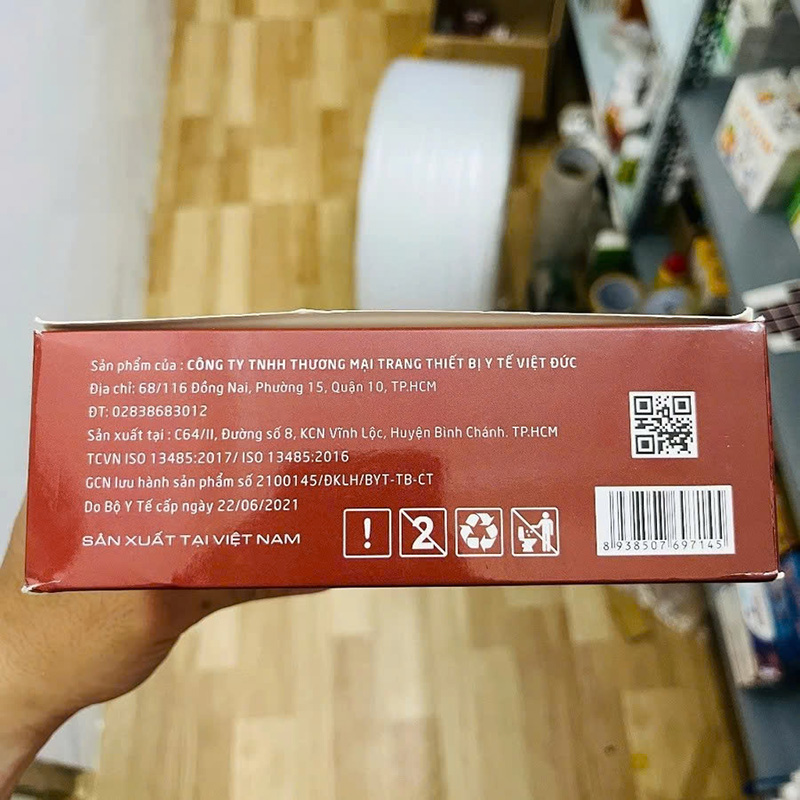 Sản phẩm của : CÔNG TY TNHH THƯƠNG MẠI TRANG THIẾT BỊ Y TẾ VIỆT ĐỨC
Địa chỉ: 68/116 Đồng Nai, Phường 15, Quận 10, TP.HCM
ĐT: 02838683012
Sản xuất tại : C64/II, Đường số 8, KCN Vĩnh Lộc, Huyện Bình Chánh. TP.HCM
TCVN ISO 13485:2017/ ISO 13485:2016
GCN lưu hành sản phẩm số 2100145/ĐKLH/BYT-TB-CT
Do Bộ Y Tế cấp ngày 22/06/2021
SẢN XUẤT TẠI VIỆT NAM
! 2
8 938507 697145